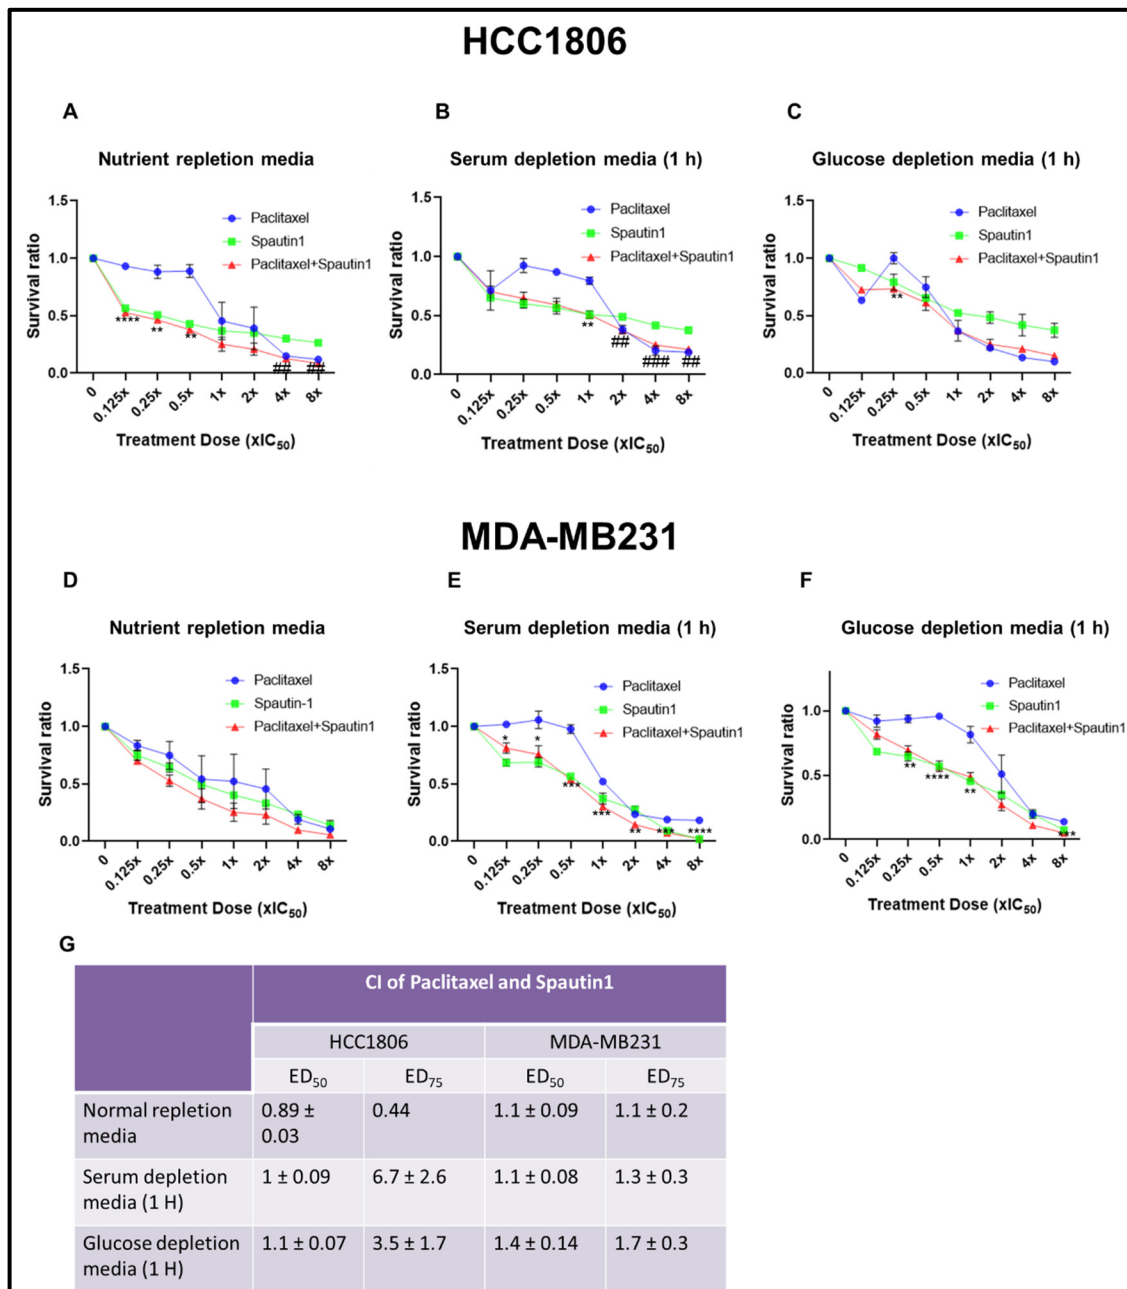 HCC1806
A
B
C
Nutrient repletion media
Serum depletion media (1 h)
Glucose depletion media (1 h)
1.5
1.0
0.5
0.0
Survival ratio
Paclitaxel
Spautin1
Paclitaxel+Spautin1
****
**
**
##
##
0
0.125x
0.25x
0.5x
1x
2x
4x
8x
Treatment Dose (xIC50)
1.5
1.0
0.5
0.0
Survival ratio
Paclitaxel
Spautin1
Paclitaxel+Spautin1
**
##
###
##
0
0.125x
0.25x
0.5x
1x
2x
4x
8x
Treatment Dose (xIC50)
1.5
1.0
0.5
0.0
Survival ratio
Paclitaxel
Spautin1
Paclitaxel+Spautin1
**
0
0.125x
0.25x
0.5x
1x
2x
4x
8x
Treatment Dose (xIC50)
MDA-MB231
D
E
F
Nutrient repletion media
Serum depletion media (1 h)
Glucose depletion media (1 h)
1.5
1.0
0.5
0.0
Survival ratio
Paclitaxel
Spautin-1
Paclitaxel+Spautin1
0
0.125x
0.25x
0.5x
1x
2x
4x
8x
Treatment Dose (xIC50)
1.5
1.0
0.5
0.0
Survival ratio
Paclitaxel
Spautin1
Paclitaxel+Spautin1
*
*
***
***
**
***
****
0
0.125x
0.25x
0.5x
1x
2x
4x
8x
Treatment Dose (xIC50)
1.0
0.5
0.0
Survival ratio
Paclitaxel
Spautin1
Paclitaxel+Spautin1
**
****
**
***
0
0.125x
0.25x
0.5x
1x
2x
4x
8x
Treatment Dose (xIC50)
G
CI of Paclitaxel and Spautin1
HCC1806
MDA-MB231
ED50
ED75
ED50
ED75
Normal repletion
media
0.89 ±
0.03
0.44
1.1 ± 0.09
1.1 ± 0.2
Serum depletion
media (1 H)
1 ± 0.09
6.7 ± 2.6
1.1 ± 0.08
1.3 ± 0.3
Glucose depletion
media (1 H)
1.1 ± 0.07
3.5 ± 1.7
1.4 ± 0.14
1.7 ± 0.3